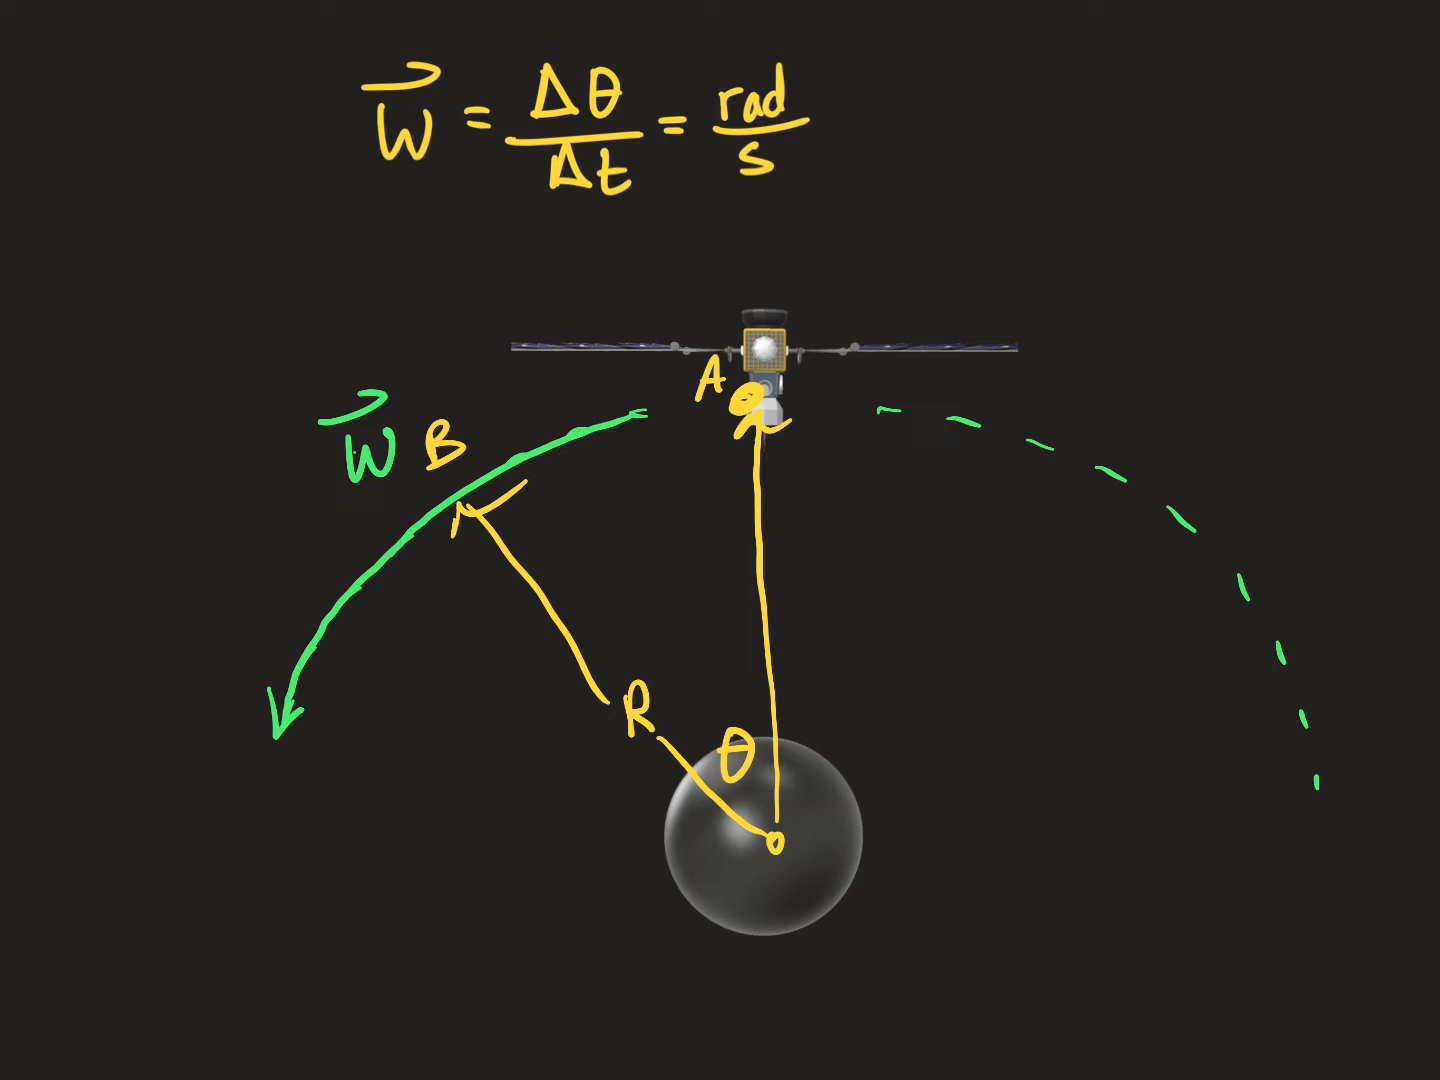 w⃗ = Δθ/Δt = rad/s
A
w⃗ B
R
θ